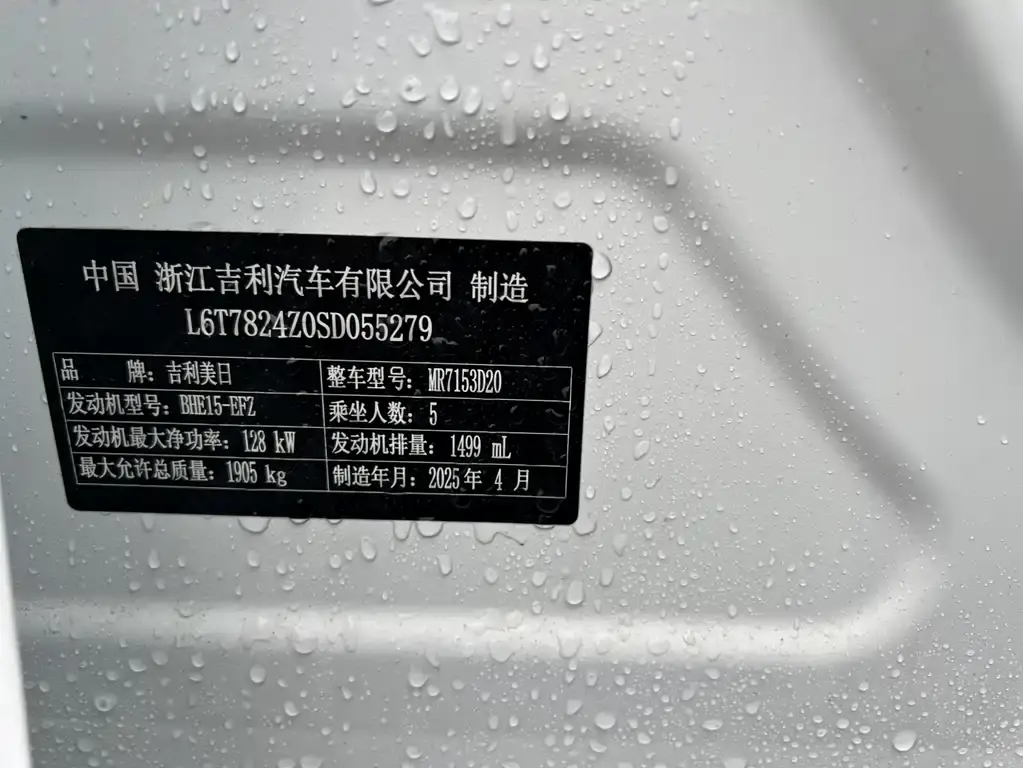 中国 浙江吉利汽车有限公司 制造
L6T7824Z0SD055279
品 牌：吉利美日 整车型号：MR7153D20
发动机型号：BHE15-EFZ 乘坐人数：5
发动机最大净功率：128 kW 发动机排量：1499 mL
最大允许总质量：1905 kg 制造年月：2025年 4 月